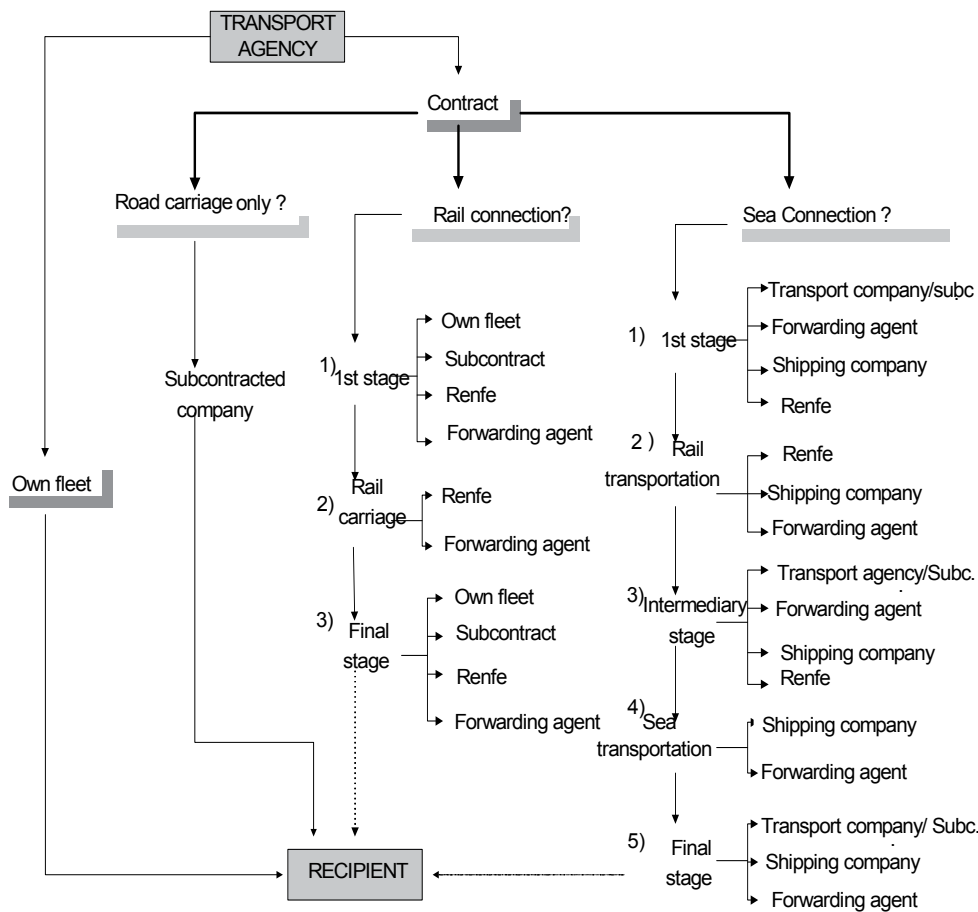 TRANSPORT
AGENCY
Contract
Road carriage only ?
Rail connection?
Sea Connection ?
Own fleet
Subcontracted
company
1) 1st stage
Own fleet
Subcontract
Renfe
Forwarding agent
2) Rail
carriage
Renfe
Forwarding agent
3) Final
stage
Own fleet
Subcontract
Renfe
Forwarding agent
1) 1st stage
Transport company/subc
Forwarding agent
Shipping company
Renfe
2 ) Rail
transportation
Renfe
Shipping company
Forwarding agent
3) Intermediary
stage
Transport agency/Subc.
Forwarding agent
Shipping company
Renfe
4) Sea
transportation
Shipping company
Forwarding agent
5) Final
stage
Transport company/ Subc.
Shipping company
Forwarding agent
RECIPIENT